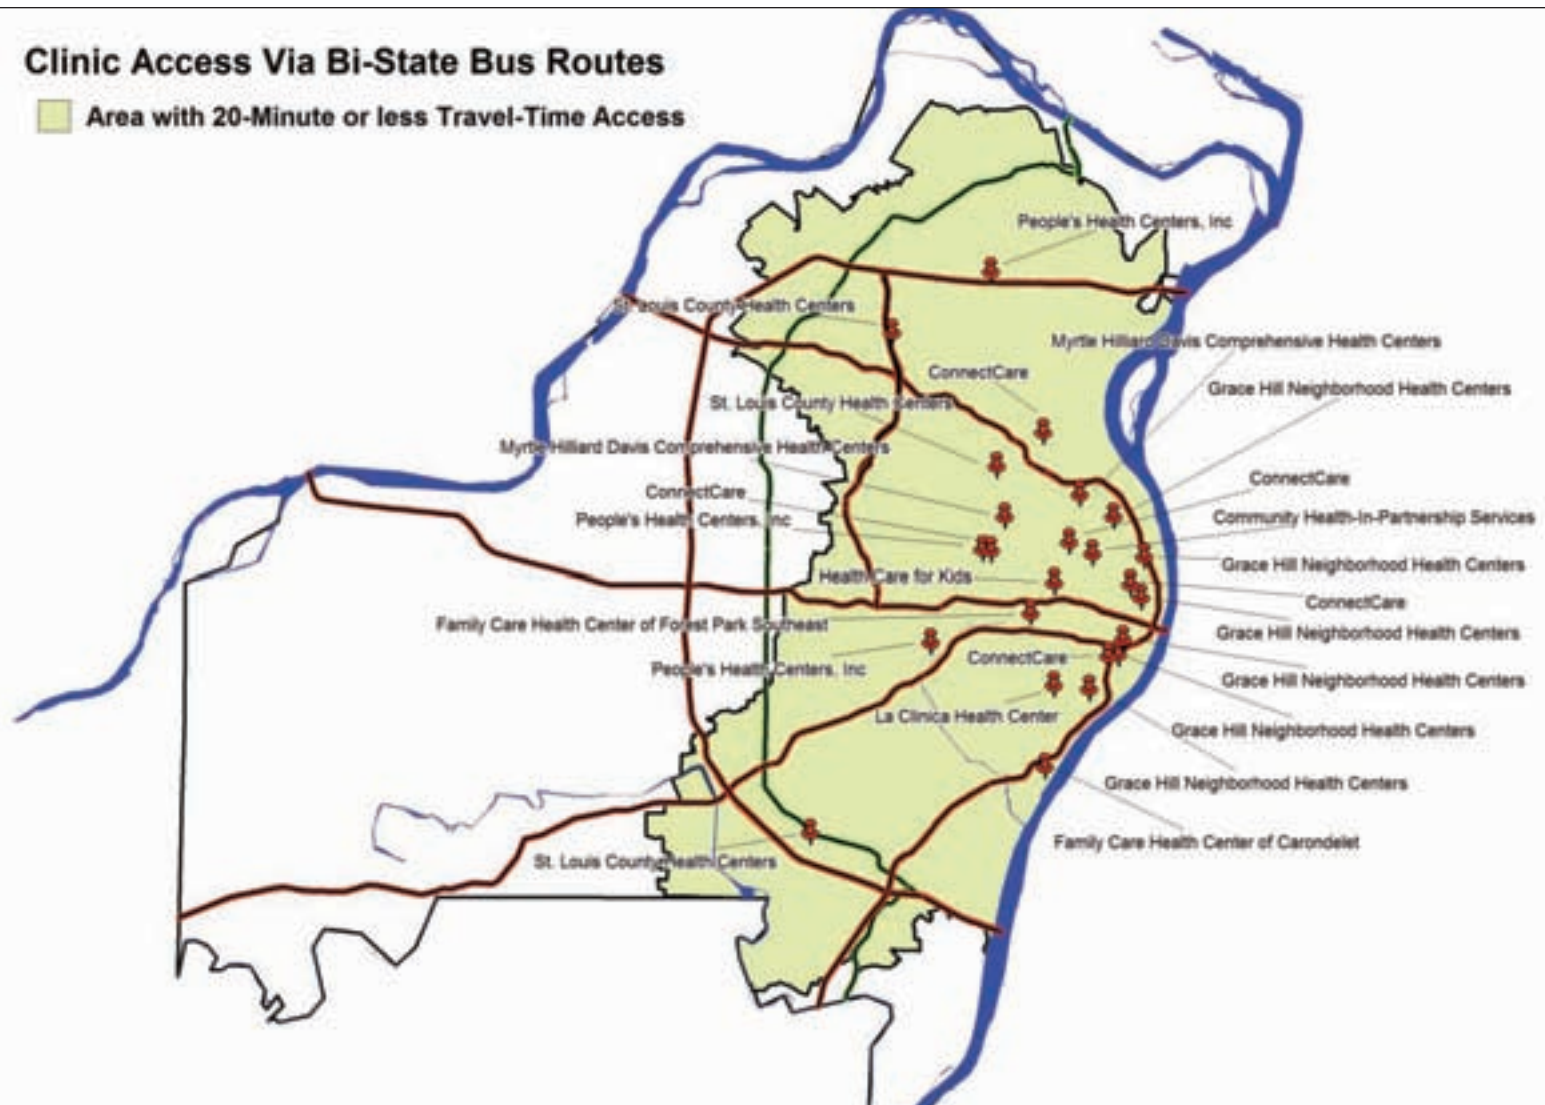 Clinic Access Via Bi-State Bus Routes
Area with 20-Minute or less Travel-Time Access
People's Health Centers, Inc
St. Louis County Health Centers
Myrtle Hilliard Davis Comprehensive Health Centers
ConnectCare
Grace Hill Neighborhood Health Centers
St. Louis County Health Centers
Myrtle Hilliard Davis Comprehensive Health Centers
ConnectCare
ConnectCare
Community Health-In-Partnership Services
People's Health Centers, Inc
Grace Hill Neighborhood Health Centers
Health Care for Kids
ConnectCare
Family Care Health Center of Forest Park Southeast
Grace Hill Neighborhood Health Centers
ConnectCare
People's Health Centers, Inc
Grace Hill Neighborhood Health Centers
La Clinica Health Center
Grace Hill Neighborhood Health Centers
Grace Hill Neighborhood Health Centers
Family Care Health Center of Carondelet
St. Louis County Health Centers